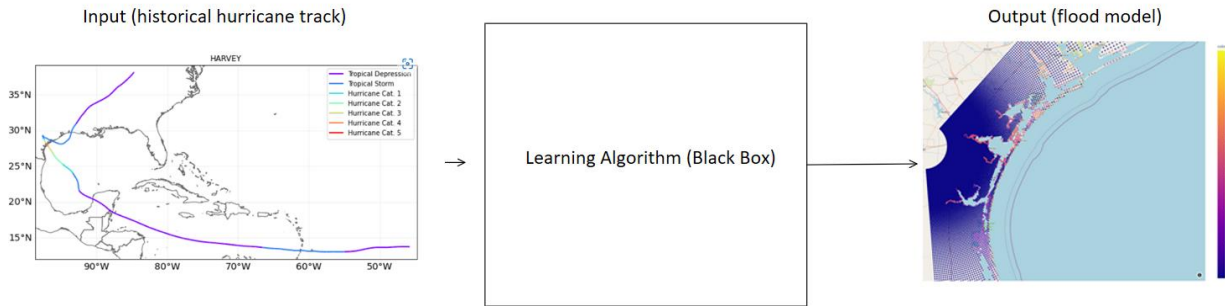 Input (historical hurricane track)
Output (flood model)
HARVEY
Tropical Depression
Tropical Storm
Hurricane Cat. 1
Hurricane Cat. 2
Hurricane Cat. 3
Hurricane Cat. 4
Hurricane Cat. 5
35°N
30°N
25°N
20°N
15°N
90°W
80°W
70°W
60°W
50°W
Learning Algorithm (Black Box)